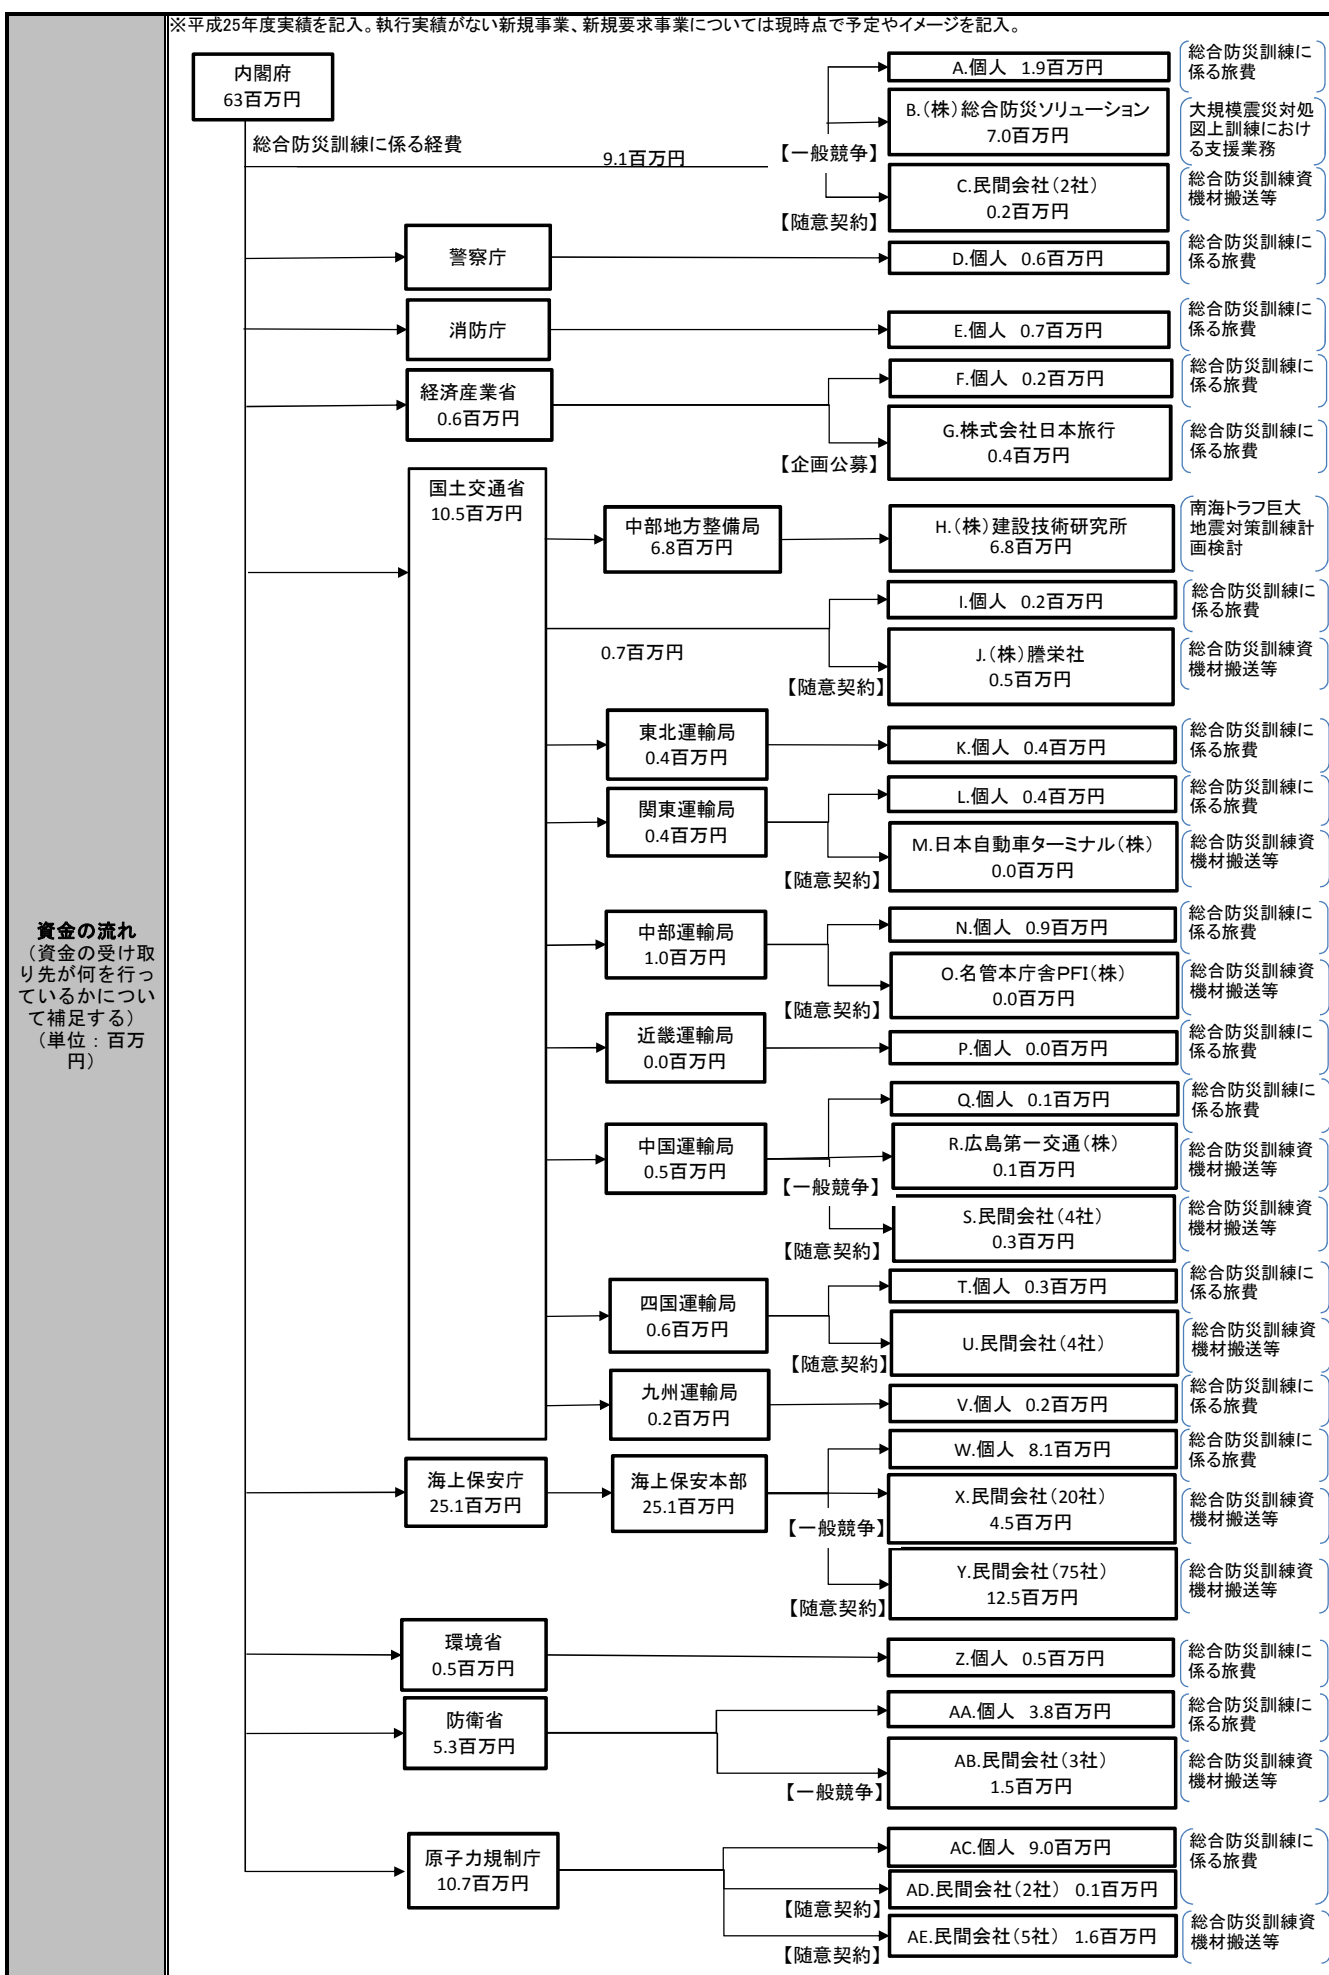 ※平成25年度実績を記入。執行実績がない新規事業、新規要求事業については現時点で予定やイメージを記入。
資金の流れ
（資金の受け取
り先が何を行っ
ているかについ
て補足する）
（単位：百万
円）
内閣府
63百万円
総合防災訓練に係る経費
9.1百万円
A.個人 1.9百万円
総合防災訓練に
係る旅費
【一般競争】
B.(株)総合防災ソリューション
7.0百万円
大規模震災対処
図上訓練におけ
る支援業務
【随意契約】
C.民間会社(2社)
0.2百万円
総合防災訓練資
機材搬送等
警察庁
D.個人 0.6百万円
総合防災訓練に
係る旅費
消防庁
E.個人 0.7百万円
総合防災訓練に
係る旅費
経済産業省
0.6百万円
F.個人 0.2百万円
総合防災訓練に
係る旅費
【企画公募】
G.株式会社日本旅行
0.4百万円
総合防災訓練に
係る旅費
国土交通省
10.5百万円
中部地方整備局
6.8百万円
H.(株)建設技術研究所
6.8百万円
南海トラフ巨大
地震対策訓練計
画検討
0.7百万円
I.個人 0.2百万円
総合防災訓練に
係る旅費
【随意契約】
J.(株)謄栄社
0.5百万円
総合防災訓練資
機材搬送等
東北運輸局
0.4百万円
K.個人 0.4百万円
総合防災訓練に
係る旅費
関東運輸局
0.4百万円
L.個人 0.4百万円
総合防災訓練に
係る旅費
【随意契約】
M.日本自動車ターミナル(株)
0.0百万円
総合防災訓練資
機材搬送等
中部運輸局
1.0百万円
N.個人 0.9百万円
総合防災訓練に
係る旅費
【随意契約】
O.名管本庁舎PFI(株)
0.0百万円
総合防災訓練資
機材搬送等
近畿運輸局
0.0百万円
P.個人 0.0百万円
総合防災訓練に
係る旅費
中国運輸局
0.5百万円
Q.個人 0.1百万円
総合防災訓練に
係る旅費
【一般競争】
R.広島第一交通(株)
0.1百万円
総合防災訓練資
機材搬送等
【随意契約】
S.民間会社(4社)
0.3百万円
総合防災訓練資
機材搬送等
四国運輸局
0.6百万円
T.個人 0.3百万円
総合防災訓練に
係る旅費
【随意契約】
U.民間会社(4社)
総合防災訓練資
機材搬送等
九州運輸局
0.2百万円
V.個人 0.2百万円
総合防災訓練に
係る旅費
海上保安庁
25.1百万円
海上保安本部
25.1百万円
W.個人 8.1百万円
総合防災訓練に
係る旅費
【一般競争】
X.民間会社(20社)
4.5百万円
総合防災訓練資
機材搬送等
【随意契約】
Y.民間会社(75社)
12.5百万円
総合防災訓練資
機材搬送等
環境省
0.5百万円
Z.個人 0.5百万円
総合防災訓練に
係る旅費
防衛省
5.3百万円
AA.個人 3.8百万円
総合防災訓練に
係る旅費
【一般競争】
AB.民間会社(3社)
1.5百万円
総合防災訓練資
機材搬送等
原子力規制庁
10.7百万円
AC.個人 9.0百万円
総合防災訓練に
係る旅費
【随意契約】
AD.民間会社(2社) 0.1百万円
【随意契約】
AE.民間会社(5社) 1.6百万円
総合防災訓練資
機材搬送等